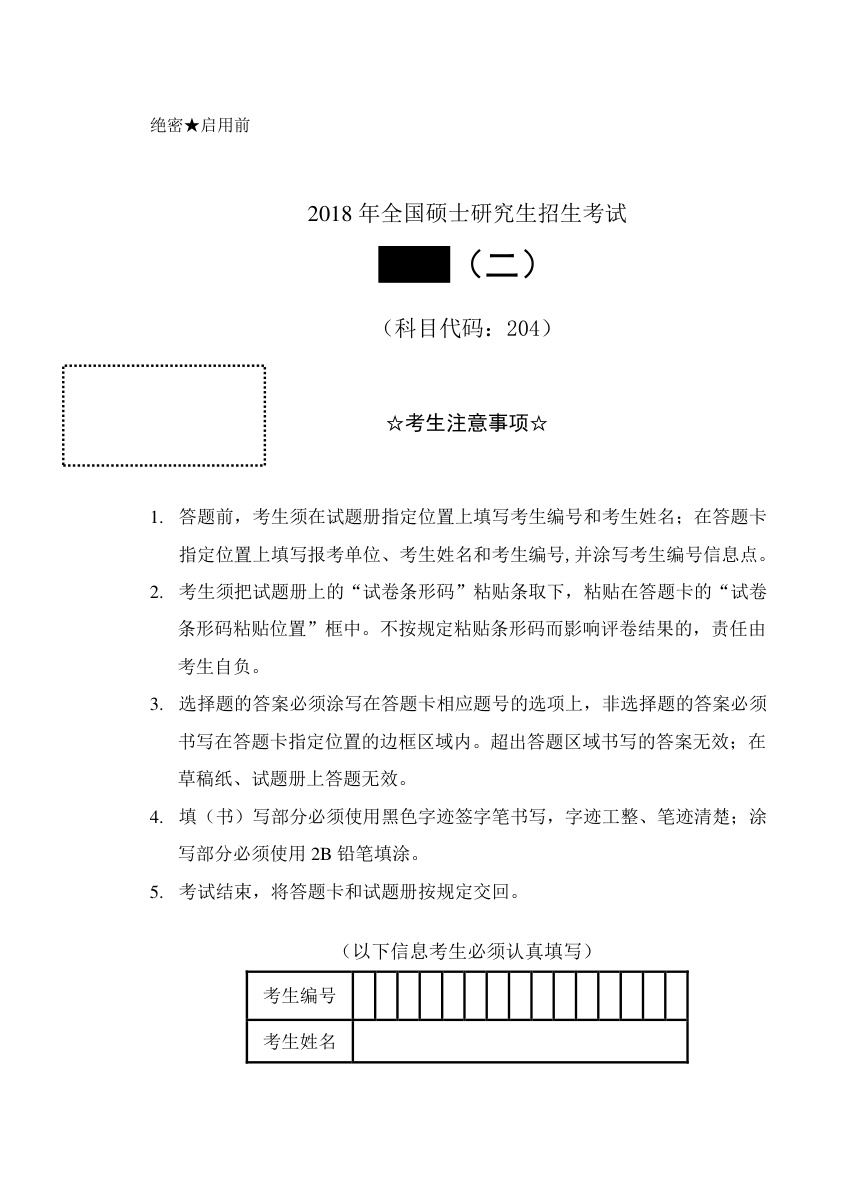 绝密★启用前
2018 年全国硕士研究生招生考试
（二）
（科目代码：204）
☆考生注意事项☆
1. 答题前，考生须在试题册指定位置上填写考生编号和考生姓名；在答题卡
指定位置上填写报考单位、考生姓名和考生编号,并涂写考生编号信息点。
2. 考生须把试题册上的“试卷条形码”粘贴条取下，粘贴在答题卡的“试卷
条形码粘贴位置”框中。不按规定粘贴条形码而影响评卷结果的，责任由
考生自负。
3. 选择题的答案必须涂写在答题卡相应题号的选项上，非选择题的答案必须
书写在答题卡指定位置的边框区域内。超出答题区域书写的答案无效；在
草稿纸、试题册上答题无效。
4. 填（书）写部分必须使用黑色字迹签字笔书写，字迹工整、笔迹清楚；涂
写部分必须使用 2B 铅笔填涂。
5. 考试结束，将答题卡和试题册按规定交回。
（以下信息考生必须认真填写）
考生编号
考生姓名